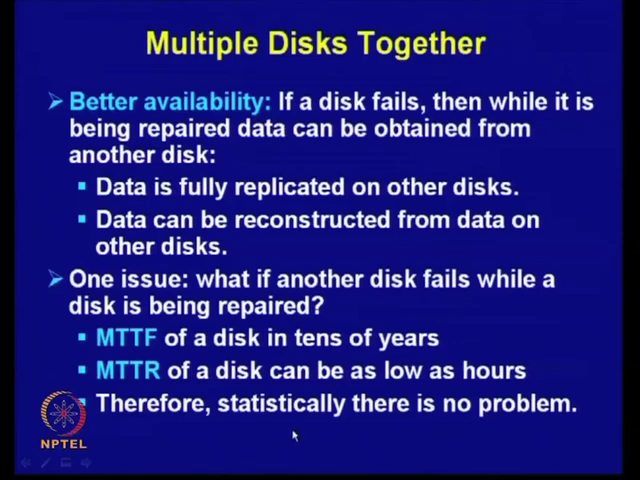 Multiple Disks Together
Better availability: If a disk fails, then while it is
being repaired data can be obtained from
another disk:
Data is fully replicated on other disks.
Data can be reconstructed from data on
other disks.
One issue: what if another disk fails while a
disk is being repaired?
MTTF of a disk in tens of years
MTTR of a disk can be as low as hours
Therefore, statistically there is no problem.
NPTEL